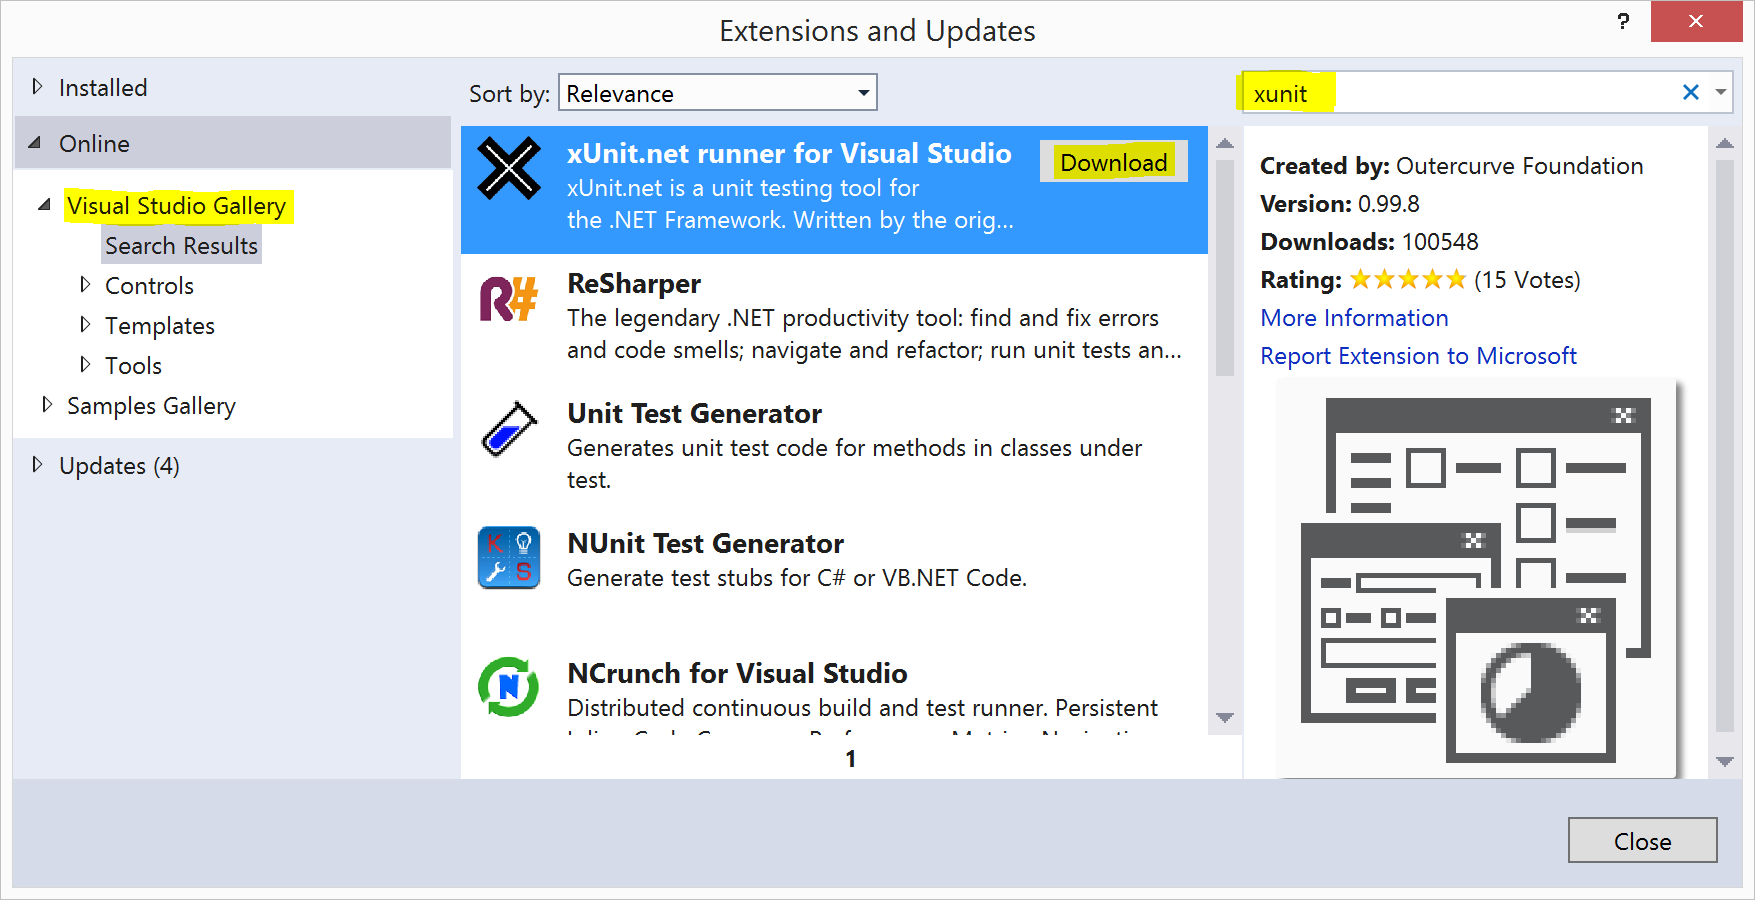 Extensions and Updates
?
Installed
Online
Visual Studio Gallery
Search Results
Controls
Templates
Tools
Samples Gallery
Updates (4)
Sort by: Relevance
xunit
xUnit.net runner for Visual Studio
Download
xUnit.net is a unit testing tool for
the .NET Framework. Written by the orig...
R#
ReSharper
The legendary .NET productivity tool: find and fix errors
and code smells; navigate and refactor; run unit tests an...
Unit Test Generator
Generates unit test code for methods in classes under
test.
K
S
NUnit Test Generator
Generate test stubs for C# or VB.NET Code.
N
NCrunch for Visual Studio
Distributed continuous build and test runner. Persistent
1
Created by: Outercurve Foundation
Version: 0.99.8
Downloads: 100548
Rating: (15 Votes)
More Information
Report Extension to Microsoft
Close